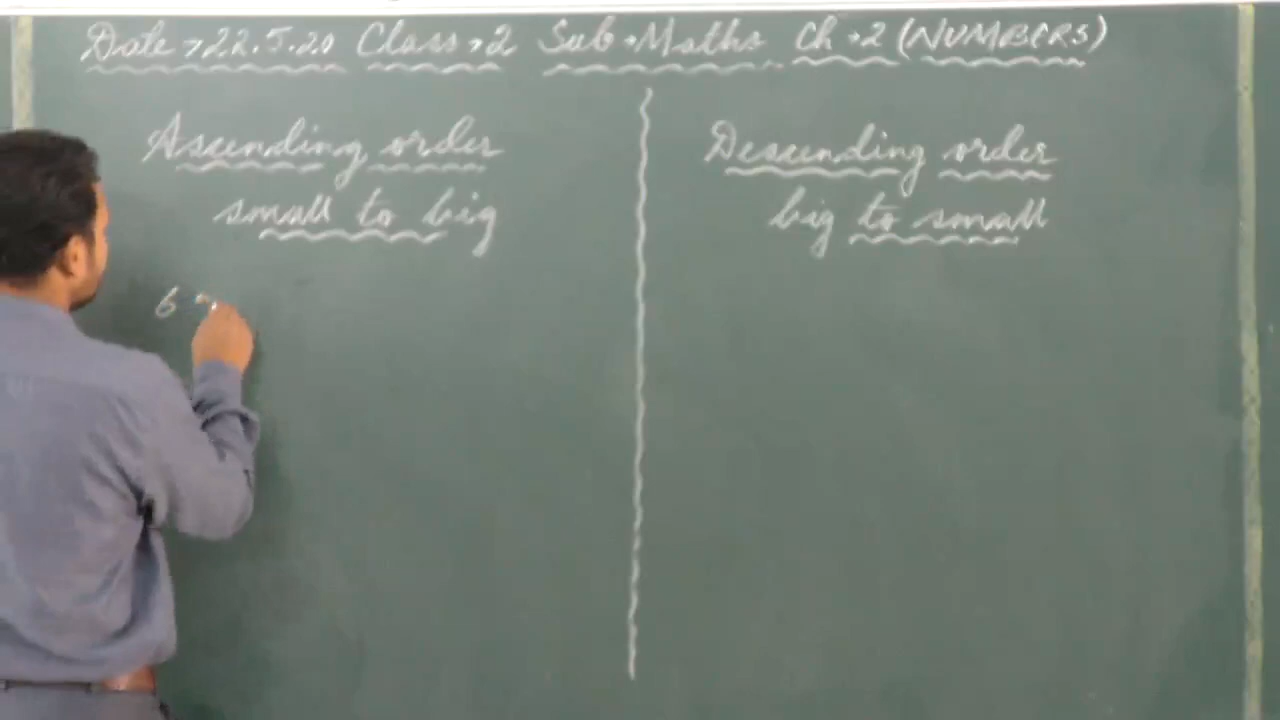 Date → 22.5.20 Class → 2 Sub → Maths Ch → 2 (NUMBERS)
Ascending order
small to big
6
Descending order
big to small